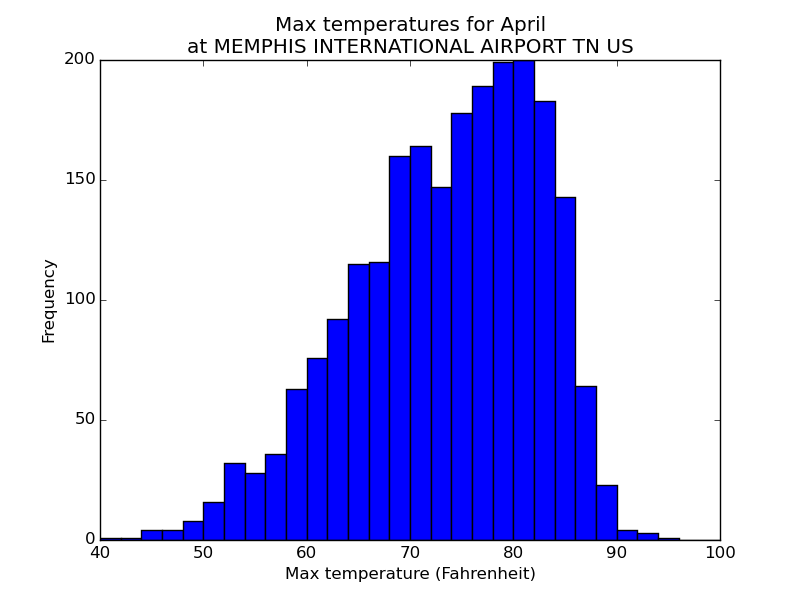 Max temperatures for April
at MEMPHIS INTERNATIONAL AIRPORT TN US
200
150
100
50
0
Frequency
40 50 60 70 80 90 100
Max temperature (Fahrenheit)